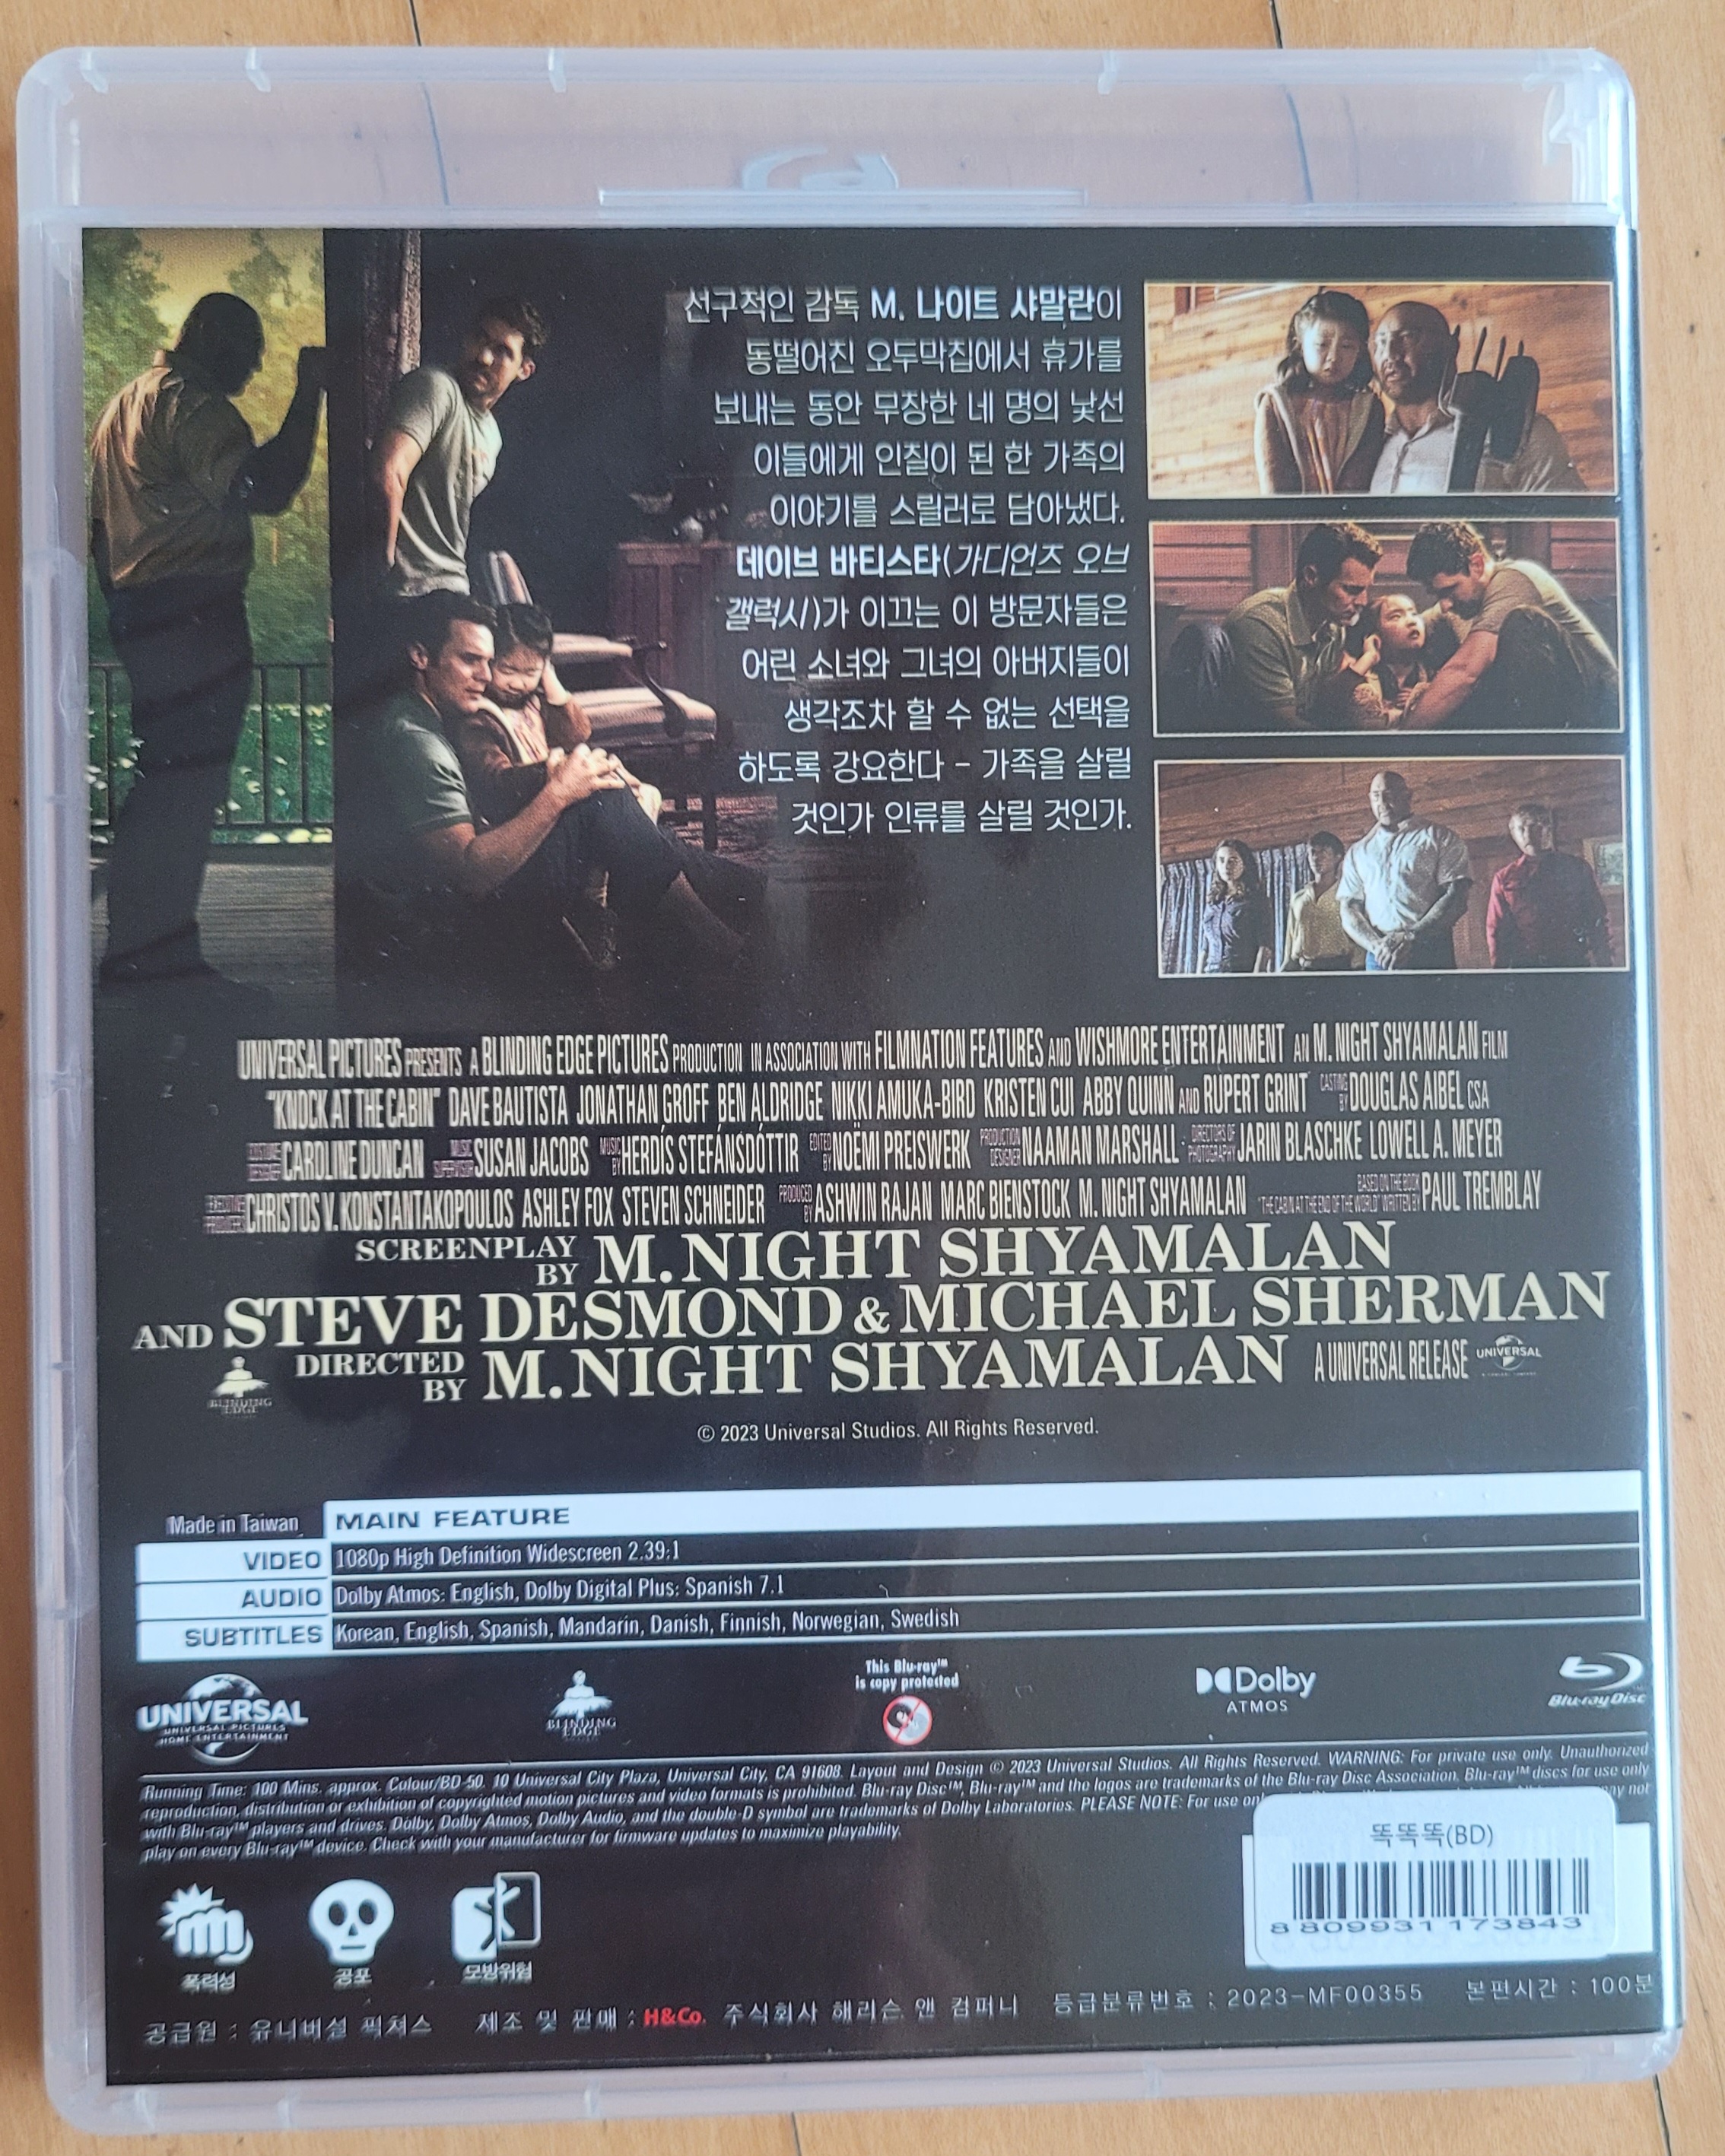 선구적인 감독 M. 나이트 샤말란이
동떨어진 오두막집에서 휴가를
보내는 동안 무장한 네 명의 낯선
이들에게 인질이 된 한 가족의
이야기를 스릴러로 담아냈다.
데이브 바티스타(가디언즈 오브
갤럭시)가 이끄는 이 방문자들은
어린 소녀와 그녀의 아버지들이
생각조차 할 수 없는 선택을
하도록 강요한다 - 가족을 살릴
것인가 인류를 살릴 것인가.
UNIVERSAL PICTURES PRESENTS A BLINDING EDGE PICTURES PRODUCTION IN ASSOCIATION WITH FILMNATION FEATURES AND WISHMORE ENTERTAINMENT AN M. NIGHT SHYAMALAN FILM
"KNOCK AT THE CABIN" DAVE BAUTISTA JONATHAN GROFF BEN ALDRIDGE NIKKI AMUKA-BIRD KRISTEN CUI ABBY QUINN AND RUPERT GRINT CASTING BY DOUGLAS AIBEL CSA
COSTUME DESIGNER CAROLINE DUNCAN MUSIC SUPERVISOR SUSAN JACOBS MUSIC BY HERDÍS STEFÁNSDÓTTIR EDITED BY NOËMI PREISWERK PRODUCTION DESIGNER NAAMAN MARSHALL DIRECTORS OF PHOTOGRAPHY JARIN BLASCHKE LOWELL A. MEYER
EXECUTIVE PRODUCER CHRISTOS V. KONSTANTAKOPOULOS ASHLEY FOX STEVEN SCHNEIDER PRODUCED BY ASHWIN RAJAN MARC BIENSTOCK M. NIGHT SHYAMALAN BASED ON THE BOOK "THE CABIN AT THE END OF THE WORLD" WRITTEN BY PAUL TREMBLAY
SCREENPLAY BY M. NIGHT SHYAMALAN
AND STEVE DESMOND & MICHAEL SHERMAN
DIRECTED BY M. NIGHT SHYAMALAN A UNIVERSAL RELEASE UNIVERSAL
BLINDING EDGE
© 2023 Universal Studios. All Rights Reserved.
Made in Taiwan MAIN FEATURE
VIDEO 1080p High Definition Widescreen 2.39:1
AUDIO Dolby Atmos: English, Dolby Digital Plus: Spanish 7.1
SUBTITLES Korean, English, Spanish, Mandarin, Danish, Finnish, Norwegian, Swedish
UNIVERSAL
UNIVERSAL PICTURES
HOME ENTERTAINMENT
BLINDING EDGE
This Blu-ray™
is copy protected
Dolby
ATMOS
Blu-ray Disc
Running Time: 100 Mins. approx. Colour/BD-50. 10 Universal City Plaza, Universal City, CA 91608. Layout and Design © 2023 Universal Studios. All Rights Reserved. WARNING: For private use only. Unauthorized
reproduction, distribution or exhibition of copyrighted motion pictures and video formats is prohibited. Blu-ray Disc™, Blu-ray™ and the logos are trademarks of the Blu-ray Disc Association. Blu-ray™ discs for use only
with Blu-ray™ players and drives. Dolby, Dolby Atmos, Dolby Audio, and the double-D symbol are trademarks of Dolby Laboratories. PLEASE NOTE: For use may not
play on every Blu-ray™ device. Check with your manufacturer for firmware updates to maximize playability.
똑똑똑(BD)
8 809931 173843
폭력성
공포
모방위험
공급원 : 유니버설 픽쳐스 제조 및 판매 : H&Co. 주식회사 해리슨 앤 컴퍼니 등급분류번호 : 2023-MF00355 본편시간 : 100분